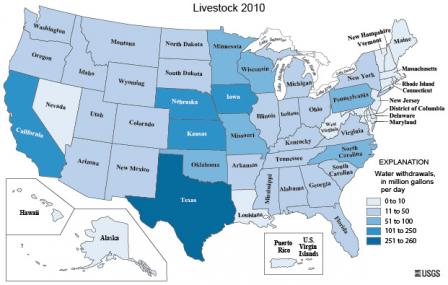 Livestock 2010
Washington
Oregon
California
Nevada
Idaho
Montana
Wyoming
Utah
Arizona
Colorado
New Mexico
North Dakota
South Dakota
Nebraska
Kansas
Oklahoma
Texas
Minnesota
Iowa
Missouri
Arkansas
Louisiana
Wisconsin
Illinois
Michigan
Indiana
Ohio
Kentucky
Tennessee
Mississippi
Alabama
Georgia
Florida
South
Carolina
North
Carolina
Virginia
West
Virginia
Pennsylvania
New York
Maine
New Hampshire
Vermont
Massachusetts
Rhode Island
Connecticut
New Jersey
District of Columbia
Delaware
Maryland
Hawaii
Alaska
Puerto
Rico
U.S.
Virgin
Islands
EXPLANATION
Water withdrawals,
in million gallons
per day
0 to 10
11 to 50
51 to 100
101 to 250
251 to 260
USGS